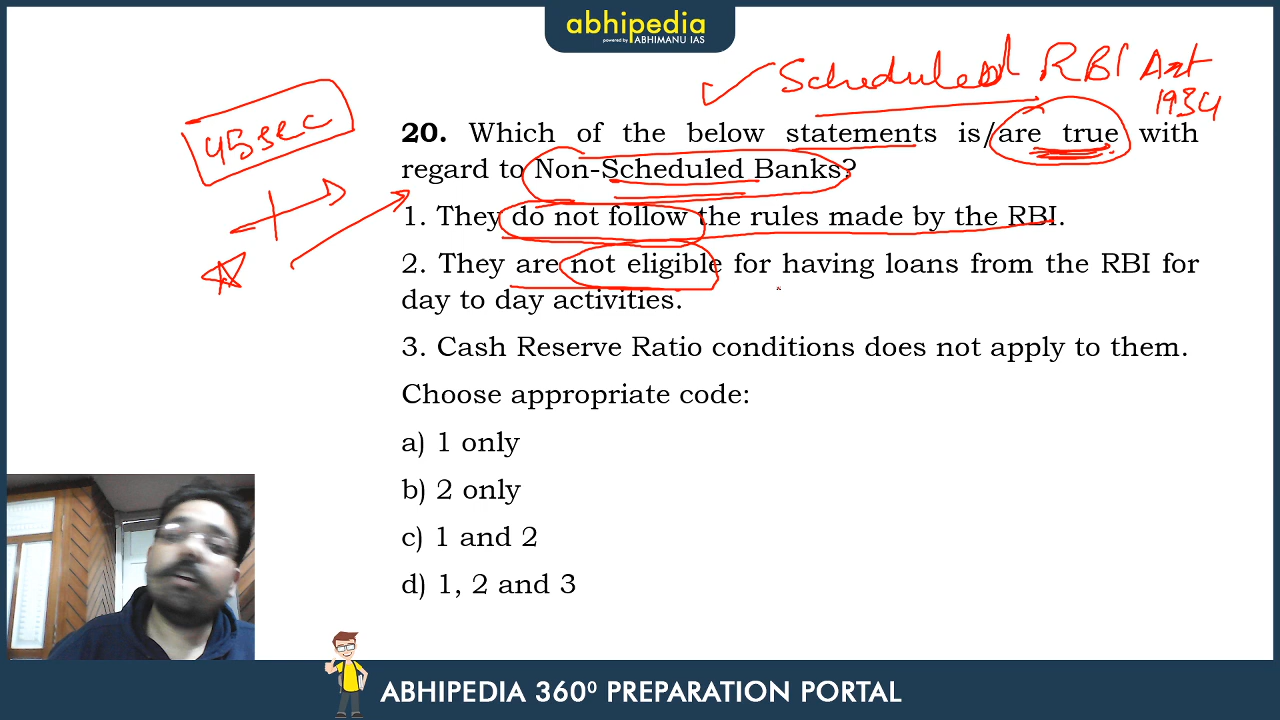 abhipedia
powered by ABHIMANU IAS
Scheduled RBI Act
1934
45 sec
20. Which of the below statements is/are true with
regard to Non-Scheduled Banks?
1. They do not follow the rules made by the RBI.
2. They are not eligible for having loans from the RBI for
day to day activities.
3. Cash Reserve Ratio conditions does not apply to them.
Choose appropriate code:
a) 1 only
b) 2 only
c) 1 and 2
d) 1, 2 and 3
ABHIPEDIA 360⁰ PREPARATION PORTAL